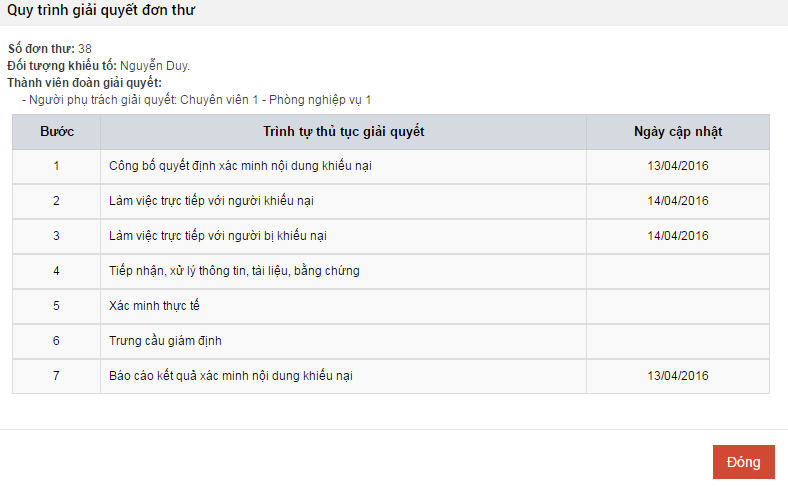 Quy trình giải quyết đơn thư
Số đơn thư: 38
Đối tượng khiếu tố: Nguyễn Duy.
Thành viên đoàn giải quyết:
- Người phụ trách giải quyết: Chuyên viên 1 - Phòng nghiệp vụ 1
Bước Trình tự thủ tục giải quyết Ngày cập nhật
1 Công bố quyết định xác minh nội dung khiếu nại 13/04/2016
2 Làm việc trực tiếp với người khiếu nại 14/04/2016
3 Làm việc trực tiếp với người bị khiếu nại 14/04/2016
4 Tiếp nhận, xử lý thông tin, tài liệu, bằng chứng
5 Xác minh thực tế
6 Trưng cầu giám định
7 Báo cáo kết quả xác minh nội dung khiếu nại 13/04/2016
Đóng